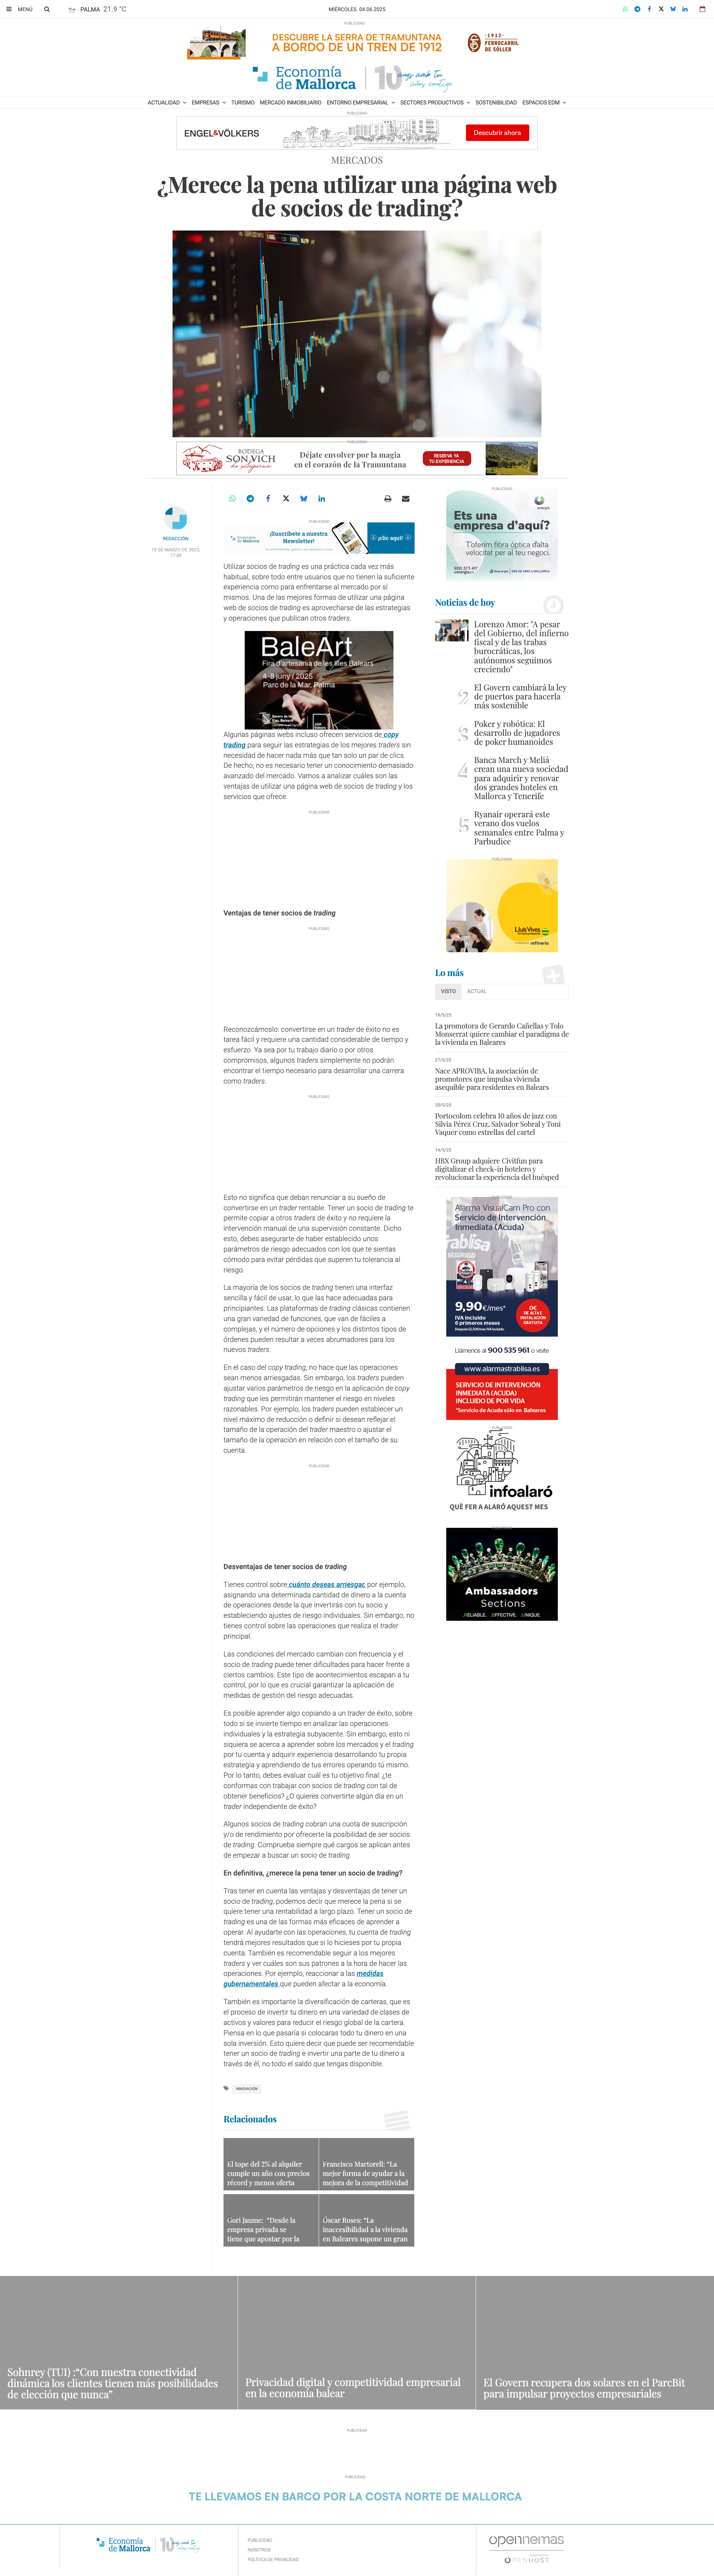 MENÚ
PALMA 21.9 °C
MIÉRCOLES. 04.06.2025
PUBLICIDAD
DESCUBRE LA SERRA DE TRAMUNTANA
A BORDO DE UN TREN DE 1912
·1912·
FERROCARRIL
DE SÓLLER
Economía
de Mallorca
10 anys amb tu
años contigo
ACTUALIDAD
EMPRESAS
TURISMO
MERCADO INMOBILIARIO
ENTORNO EMPRESARIAL
SECTORES PRODUCTIVOS
SOSTENIBILIDAD
ESPACIOS EDM
PUBLICIDAD
ENGEL&VÖLKERS
Descubrir ahora
MERCADOS
¿Merece la pena utilizar una página web
de socios de trading?
PUBLICIDAD
BODEGA
SON VICH
de Superna
Déjate envolver por la magia
en el corazón de la Tramuntana
RESERVA YA
TU EXPERIENCIA
REDACCIÓN
19 DE MARZO DE 2023,
17:40
PUBLICIDAD
Economía
de Mallorca
¡Suscríbete a nuestra
Newsletter!
¡clic aquí!
Utilizar socios de trading es una práctica cada vez más
habitual, sobre todo entre usuarios que no tienen la suficiente
experiencia como para enfrentarse al mercado por sí
mismos. Una de las mejores formas de utilizar una página
web de socios de trading es aprovecharse de las estrategias
y operaciones que publican otros traders.
PUBLICIDAD
BaleArt
Fira d'artesania de les Illes Balears
4-8 juny / 2025
Parc de la Mar, Palma
Algunas páginas webs incluso ofrecen servicios de copy
trading para seguir las estrategias de los mejores traders sin
necesidad de hacer nada más que tan solo un par de clics.
De hecho, no es necesario tener un conocimiento demasiado
avanzado del mercado. Vamos a analizar cuáles son las
ventajas de utilizar una página web de socios de trading y los
servicios que ofrece.
PUBLICIDAD
Ventajas de tener socios de trading
PUBLICIDAD
Reconozcámoslo: convertirse en un trader de éxito no es
tarea fácil y requiere una cantidad considerable de tiempo y
esfuerzo. Ya sea por tu trabajo diario o por otros
compromisos, algunos traders simplemente no podrán
encontrar el tiempo necesario para desarrollar una carrera
como traders.
PUBLICIDAD
Esto no significa que deban renunciar a su sueño de
convertirse en un trader rentable. Tener un socio de trading te
permite copiar a otros traders de éxito y no requiere la
intervención manual de una supervisión constante. Dicho
esto, debes asegurarte de haber establecido unos
parámetros de riesgo adecuados con los que te sientas
cómodo para evitar pérdidas que superen tu tolerancia al
riesgo.
La mayoría de los socios de trading tienen una interfaz
sencilla y fácil de usar, lo que las hace adecuadas para
principiantes. Las plataformas de trading clásicas contienen
un gran variedad de funciones, que van de fáciles a
complejas, y el número de opciones y los distintos tipos de
órdenes pueden resultar a veces abrumadores para los
nuevos traders.
En el caso del copy trading, no hace que las operaciones
sean menos arriesgadas. Sin embargo, los traders pueden
ajustar varios parámetros de riesgo en la aplicación de copy
trading que les permitirán mantener el riesgo en niveles
razonables. Por ejemplo, los traders pueden establecer un
nivel máximo de reducción o definir si desean reflejar el
tamaño de la operación del trader maestro o ajustar el
tamaño de la operación en relación con el tamaño de su
cuenta.
PUBLICIDAD
Desventajas de tener socios de trading
Tienes control sobre cuánto deseas arriesgar, por ejemplo,
asignando una determinada cantidad de dinero a la cuenta
de operaciones desde la que invertirás con tu socio y
estableciendo ajustes de riesgo individuales. Sin embargo, no
tienes control sobre las operaciones que realiza el trader
principal.
Las condiciones del mercado cambian con frecuencia y el
socio de trading puede tener dificultades para hacer frente a
ciertos cambios. Este tipo de acontecimientos escapan a tu
control, por lo que es crucial garantizar la aplicación de
medidas de gestión del riesgo adecuadas.
Es posible aprender algo copiando a un trader de éxito, sobre
todo si se invierte tiempo en analizar las operaciones
individuales y la estrategia subyacente. Sin embargo, esto ni
siquiera se acerca a aprender sobre los mercados y el trading
por tu cuenta y adquirir experiencia desarrollando tu propia
estrategia y aprendiendo de tus errores operando tú mismo.
Por lo tanto, debes evaluar cuál es tu objetivo final: ¿te
conformas con trabajar con socios de trading con tal de
obtener beneficios? ¿O quieres convertirte algún día en un
trader independiente de éxito?
Algunos socios de trading cobran una cuota de suscripción
y/o de rendimiento por ofrecerte la posibilidad de ser socios
de trading. Comprueba siempre qué cargos se aplican antes
de empezar a buscar un socio de trading.
En definitiva, ¿merece la pena tener un socio de trading?
Tras tener en cuenta las ventajas y desventajas de tener un
socio de trading, podemos decir que merece la pena si se
quiere tener una rentabilidad a largo plazo. Tener un socio de
trading es una de las formas más eficaces de aprender a
operar. Al ayudarte con las operaciones, tu cuenta de trading
tendrá mejores resultados que si lo hicieses por tu propia
cuenta. También es recomendable seguir a los mejores
traders y ver cuáles son sus patrones a la hora de hacer las
operaciones. Por ejemplo, reaccionar a las medidas
gubernamentales que pueden afectar a la economía.
También es importante la diversificación de carteras, que es
el proceso de invertir tu dinero en una variedad de clases de
activos y valores para reducir el riesgo global de la cartera.
Piensa en lo que pasaría si colocaras todo tu dinero en una
sola inversión. Esto quiere decir que puede ser recomendable
tener un socio de trading e invertir una parte de tu dinero a
través de él, no todo el saldo que tengas disponible.
INNOVACIÓN
Relacionados
El tope del 2% al alquiler
cumple un año con precios
récord y menos oferta
Francisco Martorell: “La
mejor forma de ayudar a la
mejora de la competitividad
Gori Jaume: “Desde la
empresa privada se
tiene que apostar por la
Óscar Roses: “La
inaccesibilidad a la vivienda
en Baleares supone un gran
PUBLICIDAD
energia
Ets una
empresa d'aquí?
T'oferim fibra òptica d'alta
velocitat per al teu negoci.
900 373 417
Noticias de hoy
Lorenzo Amor: "A pesar
del Gobierno, del infierno
fiscal y de las trabas
burocráticas, los
autónomos seguimos
creciendo"
2
El Govern cambiará la ley
de puertos para hacerla
más sostenible
3
Poker y robótica: El
desarrollo de jugadores
de poker humanoides
4
Banca March y Meliá
crean una nueva sociedad
para adquirir y renovar
dos grandes hoteles en
Mallorca y Tenerife
5
Ryanair operará este
verano dos vuelos
semanales entre Palma y
Parbudice
PUBLICIDAD
Lluís Vives
refineria
Lo más
VISTO
ACTUAL
19/5/25
La promotora de Gerardo Cañellas y Tolo
Monserrat quiere cambiar el paradigma de
la vivienda en Baleares
27/5/25
Nace APROVIBA, la asociación de
promotores que impulsa vivienda
asequible para residentes en Balears
20/5/25
Portocolom celebra 10 años de jazz con
Silvia Pérez Cruz, Salvador Sobral y Toni
Vaquer como estrellas del cartel
14/5/25
HBX Group adquiere Civitfun para
digitalizar el check-in hotelero y
revolucionar la experiencia del huésped
PUBLICIDAD
Alarma VisualCam Pro con
Servicio de Intervención
Inmediata (Acuda)
9,90€/mes*
IVA Incluido
6 primeros meses
0€
DE ALTA E
INSTALACIÓN
GRATUITA
Llámenos al 900 535 961 o visite
www.alarmastrablisa.es
SERVICIO DE INTERVENCIÓN
INMEDIATA (ACUDA)
INCLUIDO DE POR VIDA
*Servicio de Acuda sólo en Baleares
PUBLICIDAD
infoalaró
QUÈ FER A ALARÓ AQUEST MES
PUBLICIDAD
Ambassadors
Sections
RELIABLE. EFFECTIVE. UNIQUE.
Sohnrey (TUI) :“Con nuestra conectividad
dinámica los clientes tienen más posibilidades
de elección que nunca”
Privacidad digital y competitividad empresarial
en la economía balear
El Govern recupera dos solares en el ParcBit
para impulsar proyectos empresariales
PUBLICIDAD
PUBLICIDAD
TE LLEVAMOS EN BARCO POR LA COSTA NORTE DE MALLORCA
Economía
de Mallorca
10 anys amb tu
años contigo
PUBLICIDAD
NOSOTROS
POLÍTICA DE PRIVACIDAD
opennemas
OPENHOST